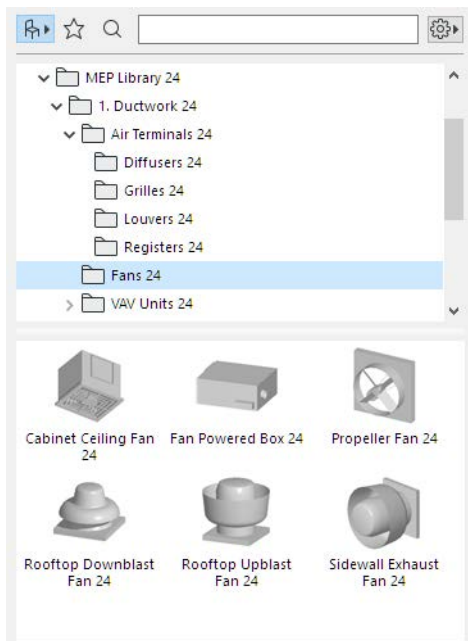 MEP Library 24
1. Ductwork 24
Air Terminals 24
Diffusers 24
Grilles 24
Louvers 24
Registers 24
Fans 24
VAV Units 24
Cabinet Ceiling Fan
24
Fan Powered Box 24
Propeller Fan 24
Rooftop Downblast
Fan 24
Rooftop Upblast
Fan 24
Sidewall Exhaust
Fan 24